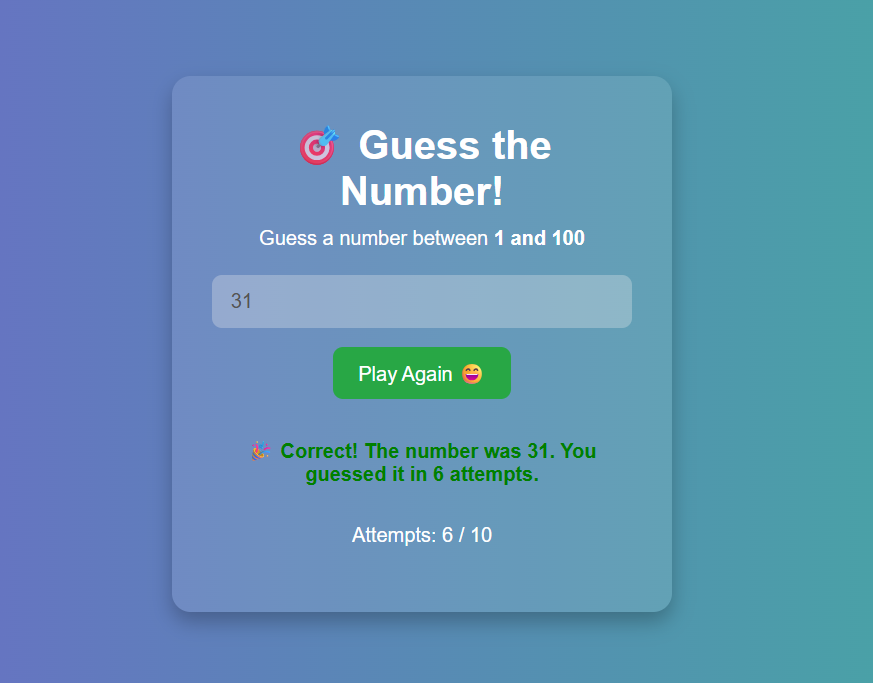 🎯 Guess the
Number!
Guess a number between 1 and 100
31
Play Again 😄
🎉 Correct! The number was 31. You
guessed it in 6 attempts.
Attempts: 6 / 10